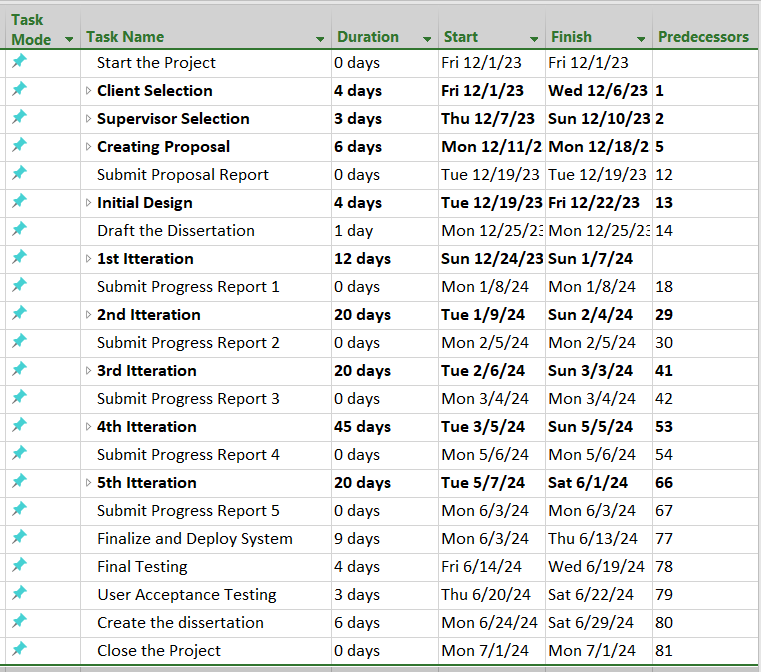 Task Mode Task Name Duration Start Finish Predecessors
Start the Project 0 days Fri 12/1/23 Fri 12/1/23
Client Selection 4 days Fri 12/1/23 Wed 12/6/23 1
Supervisor Selection 3 days Thu 12/7/23 Sun 12/10/23 2
Creating Proposal 6 days Mon 12/11/2 Mon 12/18/2 5
Submit Proposal Report 0 days Tue 12/19/23 Tue 12/19/23 12
Initial Design 4 days Tue 12/19/23 Fri 12/22/23 13
Draft the Dissertation 1 day Mon 12/25/23 Mon 12/25/23 14
1st Itteration 12 days Sun 12/24/23 Sun 1/7/24
Submit Progress Report 1 0 days Mon 1/8/24 Mon 1/8/24 18
2nd Itteration 20 days Tue 1/9/24 Sun 2/4/24 29
Submit Progress Report 2 0 days Mon 2/5/24 Mon 2/5/24 30
3rd Itteration 20 days Tue 2/6/24 Sun 3/3/24 41
Submit Progress Report 3 0 days Mon 3/4/24 Mon 3/4/24 42
4th Itteration 45 days Tue 3/5/24 Sun 5/5/24 53
Submit Progress Report 4 0 days Mon 5/6/24 Mon 5/6/24 54
5th Itteration 20 days Tue 5/7/24 Sat 6/1/24 66
Submit Progress Report 5 0 days Mon 6/3/24 Mon 6/3/24 67
Finalize and Deploy System 9 days Mon 6/3/24 Thu 6/13/24 77
Final Testing 4 days Fri 6/14/24 Wed 6/19/24 78
User Acceptance Testing 3 days Thu 6/20/24 Sat 6/22/24 79
Create the dissertation 6 days Mon 6/24/24 Sat 6/29/24 80
Close the Project 0 days Mon 7/1/24 Mon 7/1/24 81